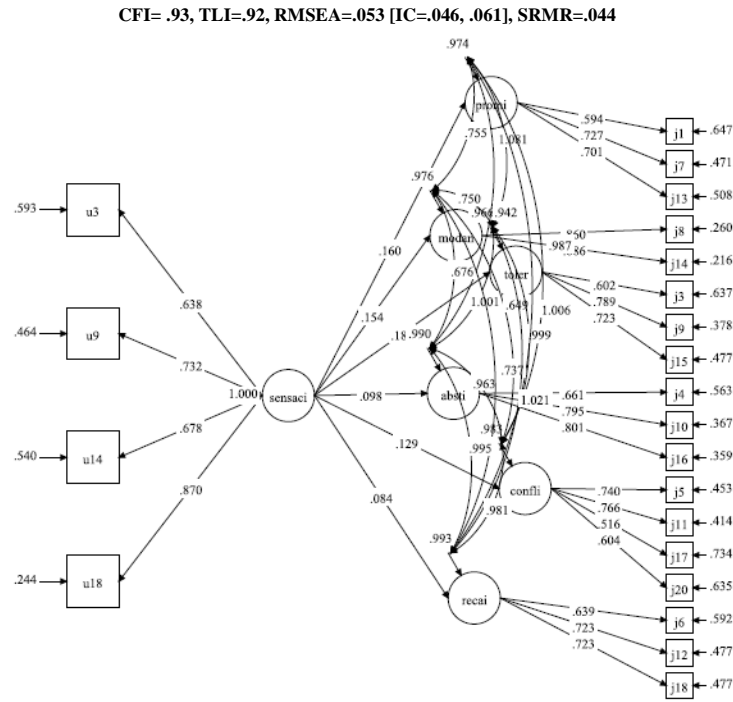 CFI= .93, TLI=.92, RMSEA=.053 [IC=.046, .061], SRMR=.044
.974
promi
.594
j1
.647
.755
1.081
.727
j7
.471
.701
j13
.508
.976
.750
.160
.966
.942
j8
.260
modan
.987
j14
.216
.593
u3
.154
.676
toler
.602
j3
.637
.638
1.001
.649
1.006
.789
j9
.378
.464
u9
.18
.990
.999
.723
j15
.477
.732
.737
1.000
sensaci
.098
absti
.963
1.021
.661
j4
.563
.795
j10
.367
.678
.129
.995
.801
j16
.359
.540
u14
confli
.740
j5
.453
.870
.084
.981
.766
j11
.414
.516
j17
.734
.993
.604
j20
.635
.244
u18
recai
.639
j6
.592
.723
j12
.477
.723
j18
.477